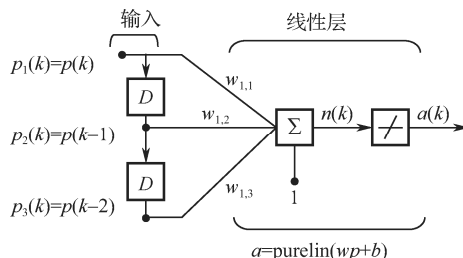 输入
线性层
p₁(k)=p(k)
w₁,₁
D
p₂(k)=p(k−1)
w₁,₂
Σ
n(k)
a(k)
D
w₁,₃
p₃(k)=p(k−2)
1
a=purelin(wp+b)